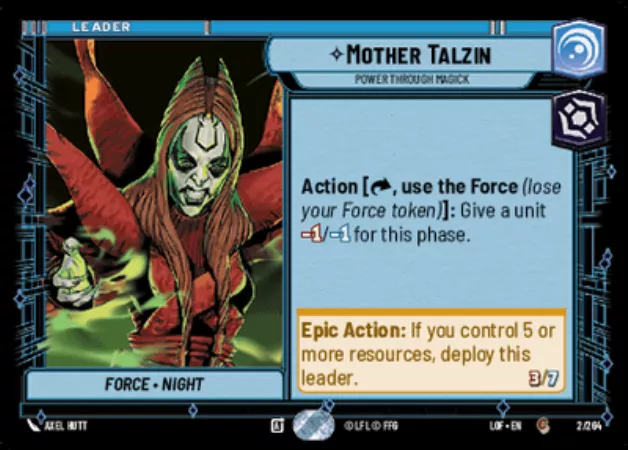 LEADER
✧MOTHER TALZIN
POWER THROUGH MAGICK
Action [, use the Force (lose
your Force token)]: Give a unit
-1/-1 for this phase.
Epic Action: If you control 5 or
more resources, deploy this
leader.
3/7
FORCE • NIGHT
AXEL HUTT
A
© LFL © FFG
LOF • EN
C
2/264